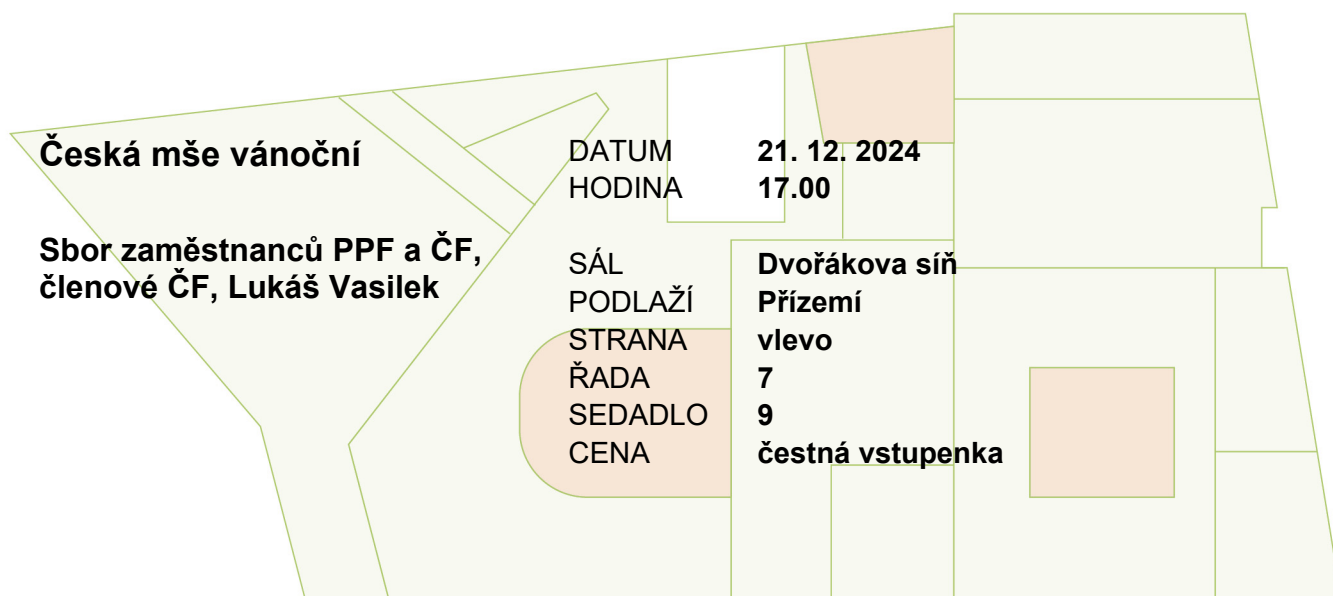 Česká mše vánoční
Sbor zaměstnanců PPF a ČF,
členové ČF, Lukáš Vasilek
DATUM 21. 12. 2024
HODINA 17.00
SÁL Dvořákova síň
PODLAŽÍ Přízemí
STRANA vlevo
ŘADA 7
SEDADLO 9
CENA čestná vstupenka